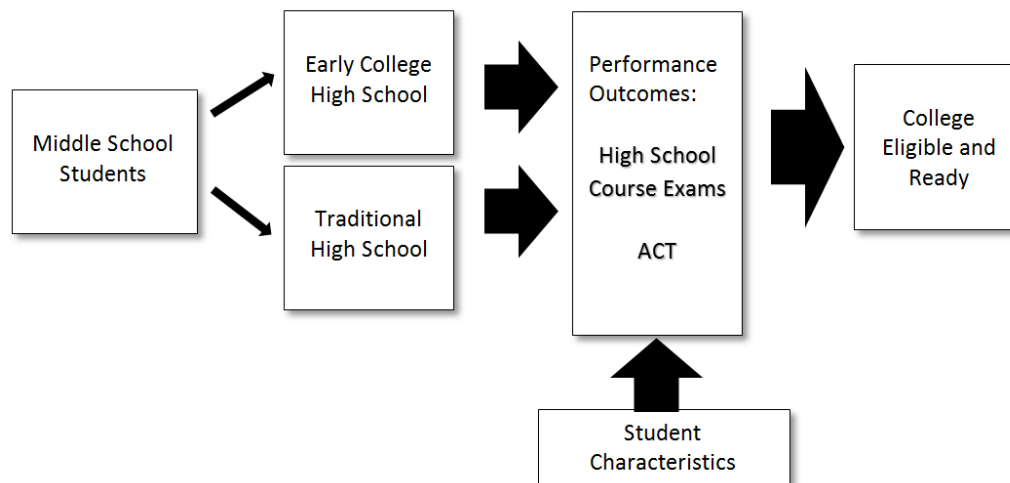 Middle School
Students
Early College
High School
Traditional
High School
Performance
Outcomes:
High School
Course Exams
ACT
College
Eligible and
Ready
Student
Characteristics